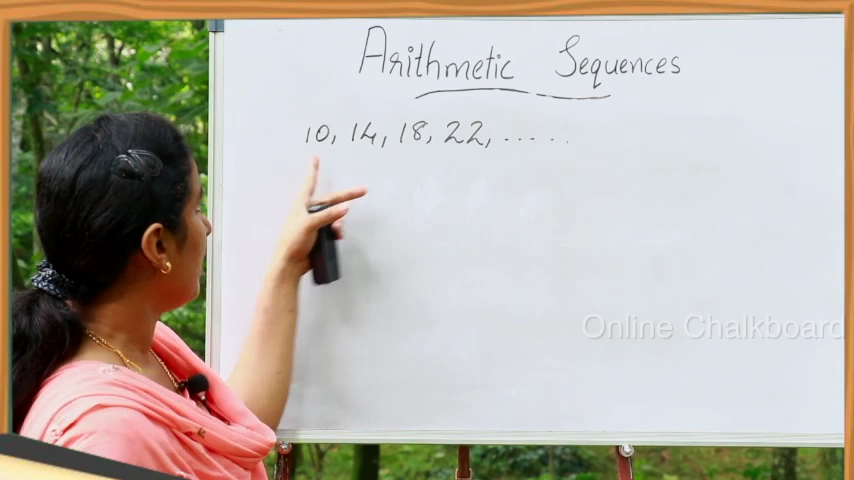 Arithmetic Sequences
10, 14, 18, 22, .....
Online Chalkboard